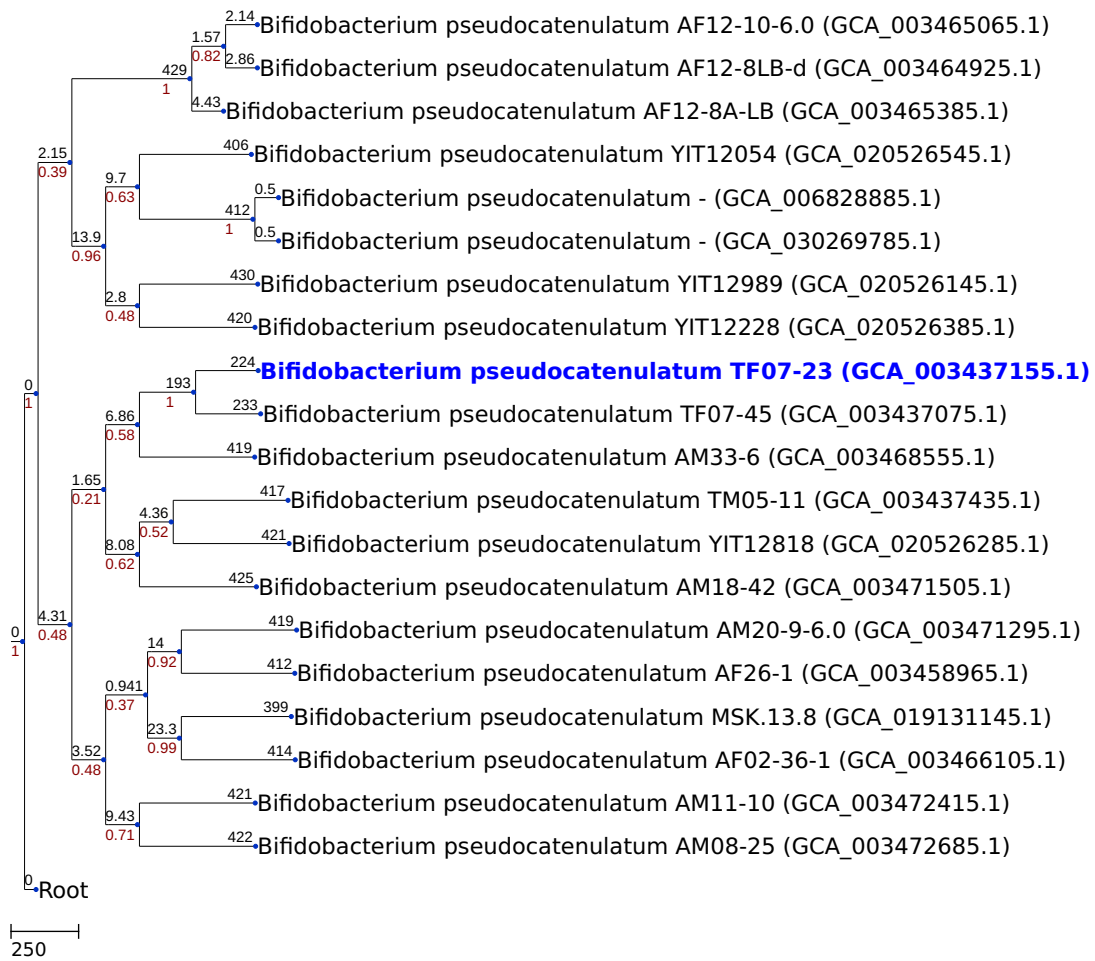 2.14
Bifidobacterium pseudocatenulatum AF12-10-6.0 (GCA_003465065.1)
1.57
0.82
2.86
Bifidobacterium pseudocatenulatum AF12-8LB-d (GCA_003464925.1)
429
1
4.43
Bifidobacterium pseudocatenulatum AF12-8A-LB (GCA_003465385.1)
2.15
0.39
406
Bifidobacterium pseudocatenulatum YIT12054 (GCA_020526545.1)
9.7
0.63
0.5
Bifidobacterium pseudocatenulatum - (GCA_006828885.1)
412
1
0.5
Bifidobacterium pseudocatenulatum - (GCA_030269785.1)
13.9
0.96
430
Bifidobacterium pseudocatenulatum YIT12989 (GCA_020526145.1)
2.8
0.48
420
Bifidobacterium pseudocatenulatum YIT12228 (GCA_020526385.1)
0
1
224
Bifidobacterium pseudocatenulatum TF07-23 (GCA_003437155.1)
193
1
233
Bifidobacterium pseudocatenulatum TF07-45 (GCA_003437075.1)
6.86
0.58
419
Bifidobacterium pseudocatenulatum AM33-6 (GCA_003468555.1)
1.65
0.21
417
Bifidobacterium pseudocatenulatum TM05-11 (GCA_003437435.1)
4.36
0.52
421
Bifidobacterium pseudocatenulatum YIT12818 (GCA_020526285.1)
8.08
0.62
425
Bifidobacterium pseudocatenulatum AM18-42 (GCA_003471505.1)
4.31
0.48
0
1
419
Bifidobacterium pseudocatenulatum AM20-9-6.0 (GCA_003471295.1)
14
0.92
412
Bifidobacterium pseudocatenulatum AF26-1 (GCA_003458965.1)
0.941
0.37
399
Bifidobacterium pseudocatenulatum MSK.13.8 (GCA_019131145.1)
23.3
0.99
414
Bifidobacterium pseudocatenulatum AF02-36-1 (GCA_003466105.1)
3.52
0.48
421
Bifidobacterium pseudocatenulatum AM11-10 (GCA_003472415.1)
9.43
0.71
422
Bifidobacterium pseudocatenulatum AM08-25 (GCA_003472685.1)
0
Root
250